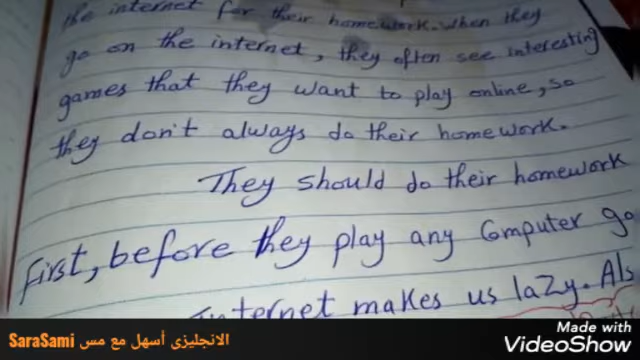 the internet for their homework. When they
go on the internet, they often see interesting
games that they want to play online, so
they don't always do their homework.
They should do their homework
first, before they play any Computer
internet makes us lazy.
الانجليزى أسهل مع مس SaraSami
Made with
VideoShow